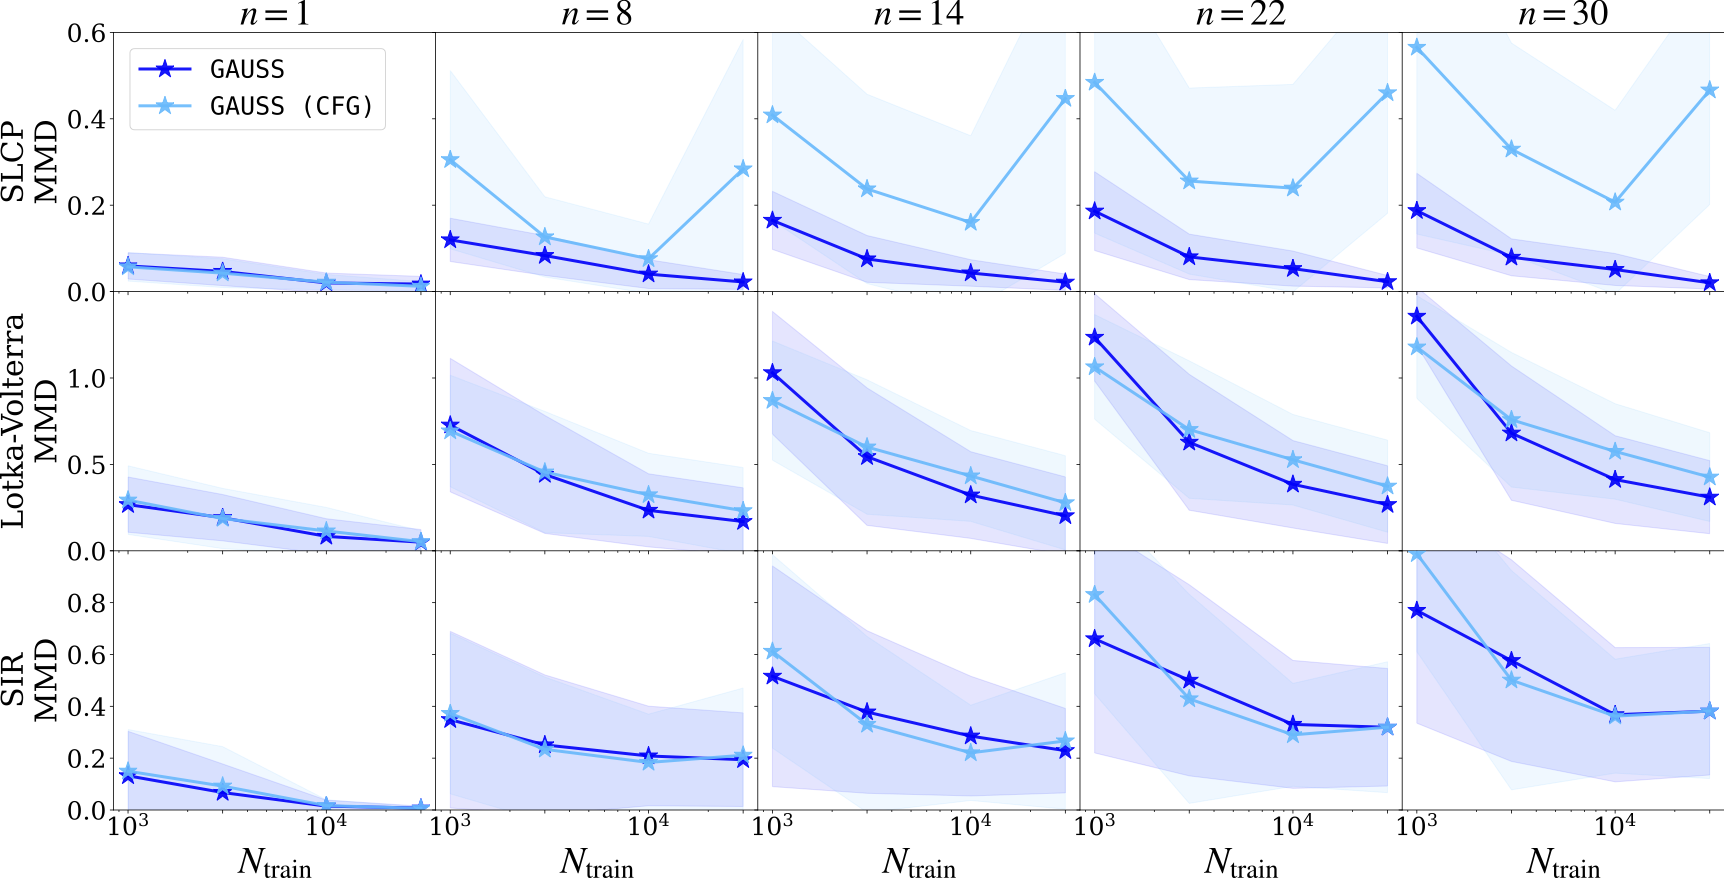 n = 1 n = 8 n = 14 n = 22 n = 30
SLCP
MMD
0.6
0.4
0.2
0.0
GAUSS
GAUSS (CFG)
Lotka-Volterra
MMD
1.0
0.5
0.0
SIR
MMD
0.8
0.6
0.4
0.2
0.0
10³ 10⁴ 10³ 10⁴ 10³ 10⁴ 10³ 10⁴ 10³ 10⁴
N_train N_train N_train N_train N_train